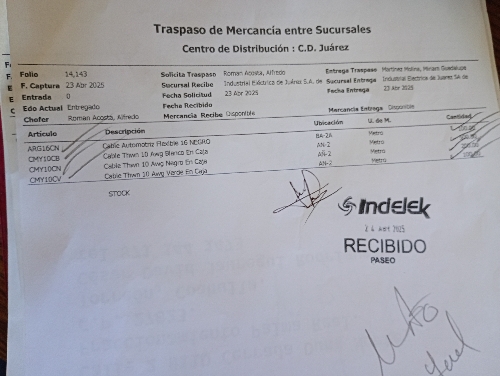 Traspaso de Mercancia entre Sucursales
Centro de Distribución : C.D. Juárez
Folio 14,143 Solicita Traspaso Roman Acosta, Alfredo Entrega Traspaso Martinez Molina, Miriam Guadalupe
F. Captura 23 Abr 2025 Sucursal Recibe Industrial Eléctrica de Juárez S.A. de Sucursal Entrega Industrial Electrica de Juarez SA de
Entrada 0 Fecha Solicitud 23 Abr 2025 Fecha Entrega 23 Abr 2025
Edo Actual Entregado Fecha Recibido
Chofer Roman Acosta, Alfredo Mercancia Recibe Disponible Mercancia Entrega Disponible
Artículo Descripción Ubicación U. de M. Cantidad
ARG16CN Cable Automotriz Flexible 16 NEGRO BA-2A Metro
CMY10CB Cable Thwn 10 Awg Blanco En Caja AN-2 Metro
CMY10CN Cable Thwn 10 Awg Negro En Caja AN-2 Metro
CMY10CV Cable Thwn 10 Awg Verde En Caja AN-2 Metro
STOCK
Indelek
24 ABR 2025
RECIBIDO
PASEO